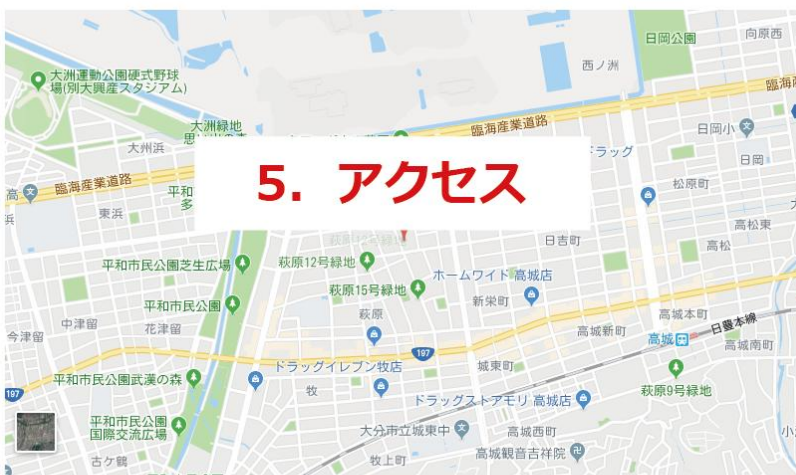 日岡公園
向原西
西ノ洲
大洲運動公園硬式野球
場(別大興産スタジアム)
臨海産業道路
大洲緑地
大洲浜
日岡小
ドラッグ
日岡
5. アクセス
松原町
臨海産業道路
平和
東浜
高松東
日吉町
高松
萩原12号緑地
平和市民公園芝生広場
ホームワイド 高城店
萩原15号緑地
新栄町
平和市民公園
萩原
高城本町
中津留
花津留
今津留
高城新町
高城
日豊本線
高城南町
197
ドラッグイレブン牧店
城東町
平和市民公園武漢の森
牧
萩原9号緑地
197
ドラッグストアモリ 高城店
平和市民公園
国際交流広場
大分市立城東中
高城西町
古ケ鶴
牧上町
高城観音吉祥院